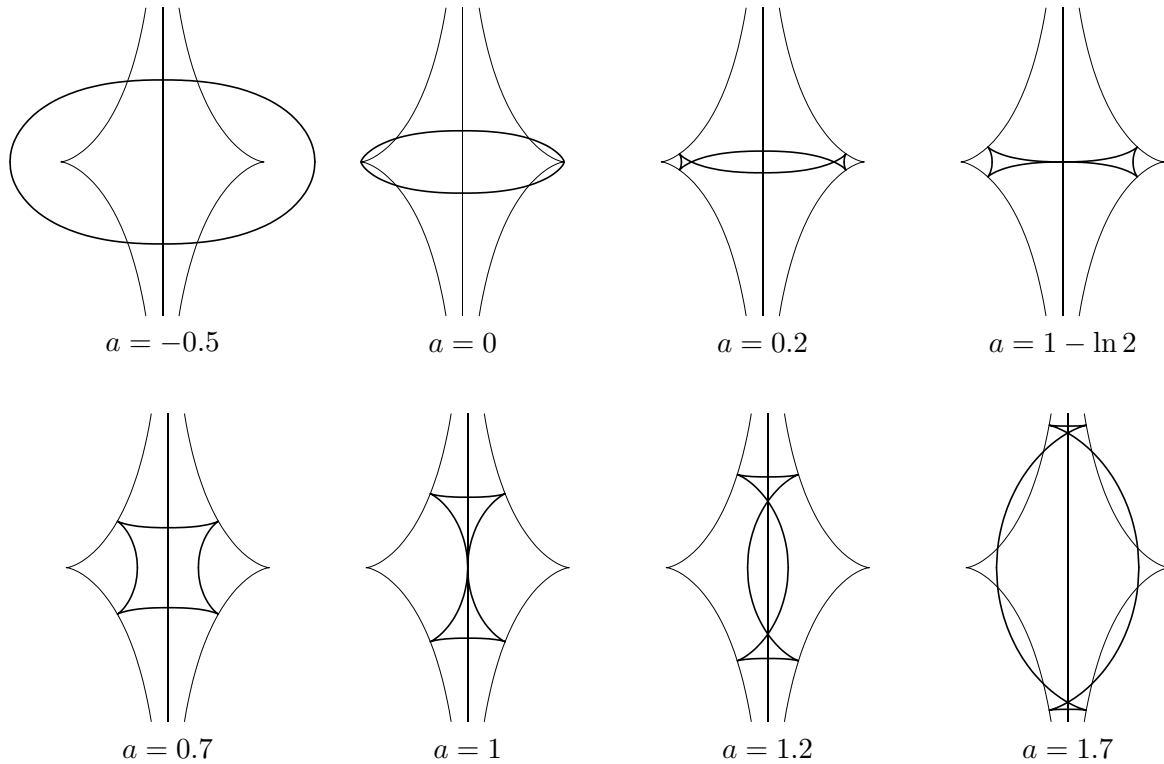 a = −0.5
a = 0
a = 0.2
a = 1 − ln 2
a = 0.7
a = 1
a = 1.2
a = 1.7